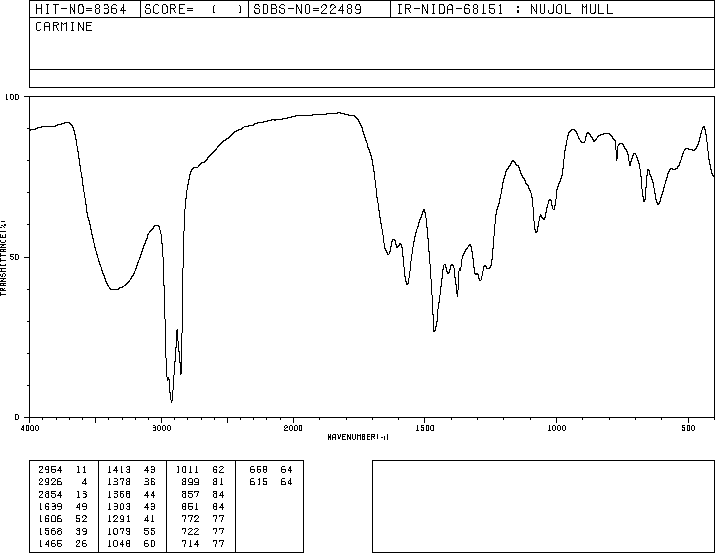 HIT-NO=8364 SCORE= ( ) SDBS-NO=22489 IR-NIDA-68151 : NUJOL MULL
CARMINE
100
50
0
TRANSMITTANCE(%)
4000 3000 2000 1500 1000 500
WAVENUMBER(-1)
2954 11 1413 43 1011 62 668 64
2926 4 1378 36 899 81 615 64
2854 13 1368 44 857 84
1639 49 1303 43 851 84
1606 52 1291 41 772 77
1568 39 1079 55 722 77
1465 26 1048 60 714 77